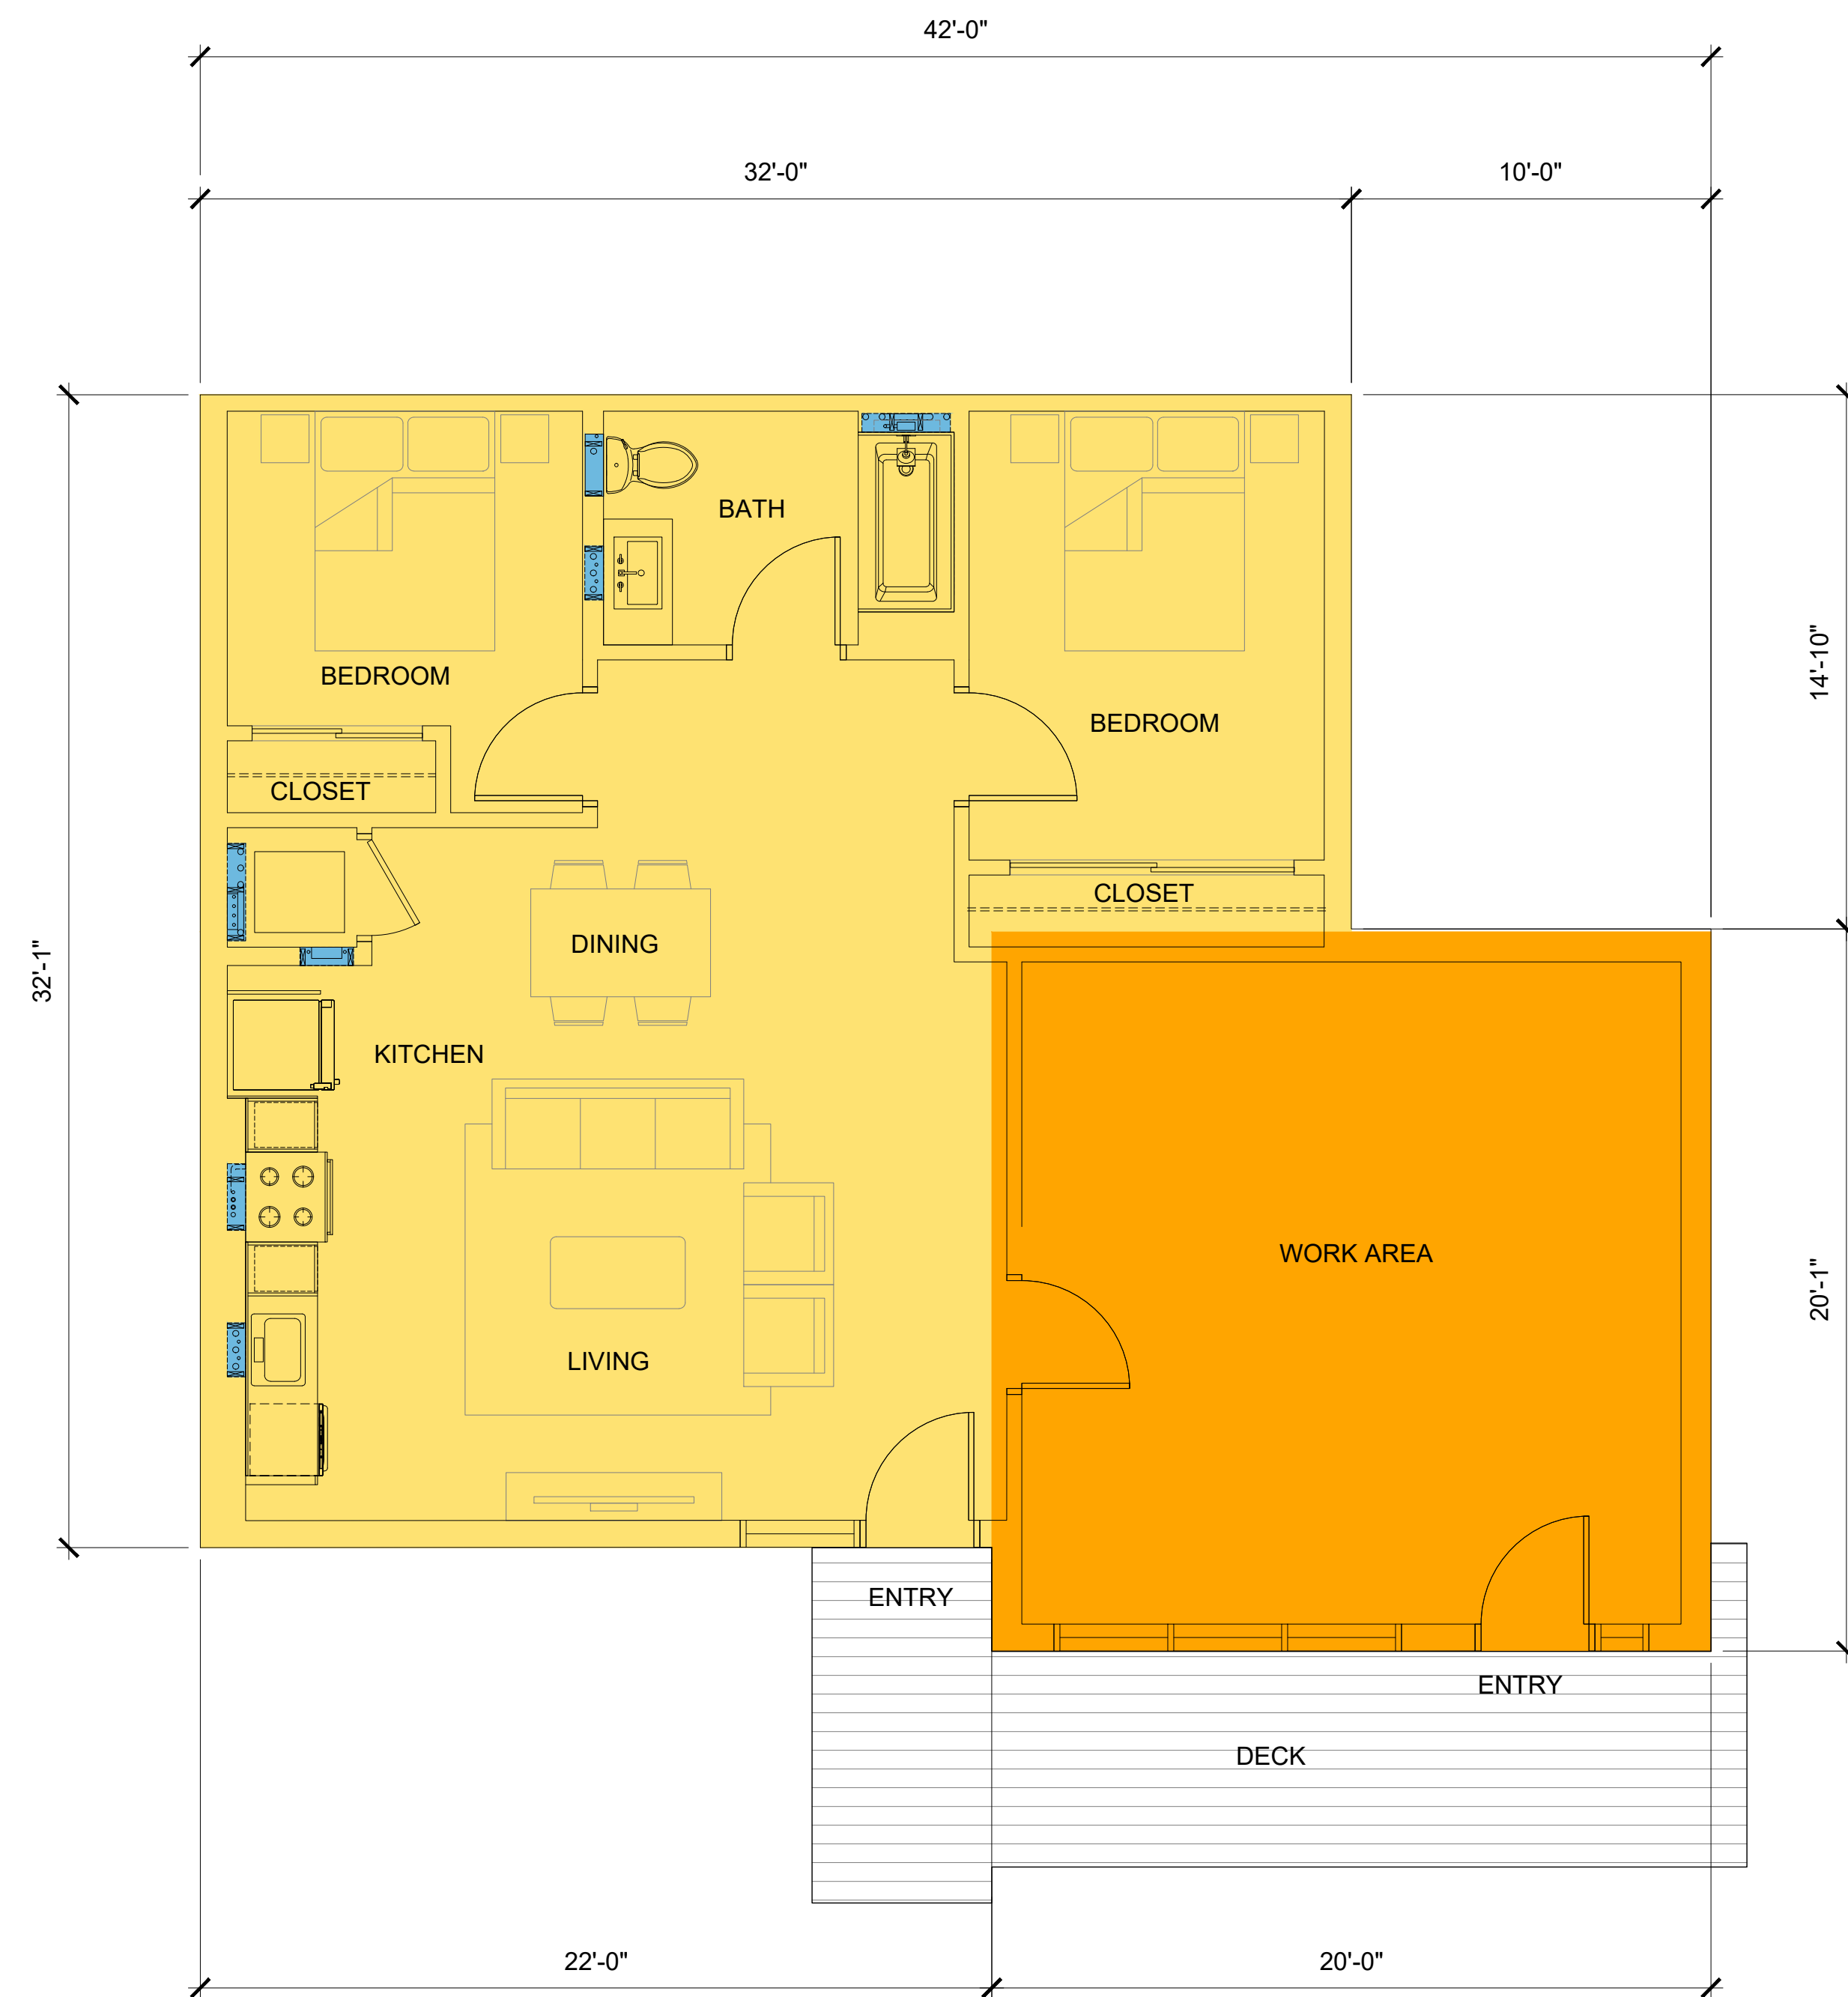 42'-0"
32'-0"
10'-0"
BATH
BEDROOM
BEDROOM
14'-10"
CLOSET
CLOSET
DINING
32'-1"
KITCHEN
WORK AREA
20'-1"
LIVING
ENTRY
ENTRY
DECK
22'-0"
20'-0"